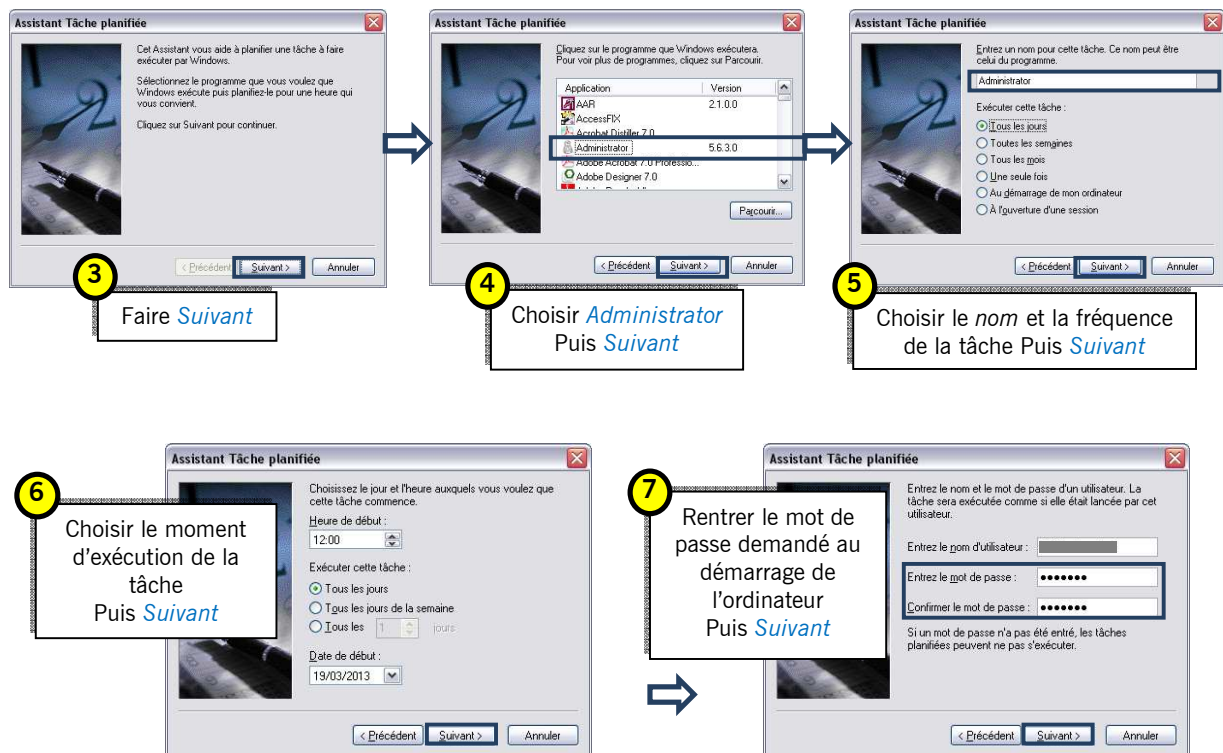 Assistant Tâche planifiée
Cet Assistant vous aide à planifier une tâche à faire
exécuter par Windows.
Sélectionnez le programme que vous voulez que
Windows exécute puis planifiez-le pour une heure qui
vous convient.
Cliquez sur Suivant pour continuer.
< Précédent
Suivant >
Annuler
3
Faire Suivant
Assistant Tâche planifiée
Cliquez sur le programme que Windows exécutera.
Pour voir plus de programmes, cliquez sur Parcourir.
Application Version
AAR 2.1.0.0
AccessFIX
Acrobat Distiller 7.0
Administrator 5.6.3.0
Adobe Acrobat 7.0 Professio...
Adobe Designer 7.0
Parcourir...
< Précédent
Suivant >
Annuler
4
Choisir Administrator
Puis Suivant
Assistant Tâche planifiée
Entrez un nom pour cette tâche. Ce nom peut être
celui du programme.
Administrator
Exécuter cette tâche :
Tous les jours
Toutes les semaines
Tous les mois
Une seule fois
Au démarrage de mon ordinateur
À l'ouverture d'une session
< Précédent
Suivant >
Annuler
5
Choisir le nom et la fréquence
de la tâche Puis Suivant
Assistant Tâche planifiée
6
Choisir le moment
d'exécution de la
tâche
Puis Suivant
Choisissez le jour et l'heure auxquels vous voulez que
cette tâche commence.
Heure de début :
12:00
Exécuter cette tâche :
Tous les jours
Tous les jours de la semaine
Tous les 1 jours
Date de début :
19/03/2013
< Précédent
Suivant >
Annuler
Assistant Tâche planifiée
7
Rentrer le mot de
passe demandé au
démarrage de
l'ordinateur
Puis Suivant
Entrez le nom et le mot de passe d'un utilisateur. La
tâche sera exécutée comme si elle était lancée par cet
utilisateur.
Entrez le nom d'utilisateur :
Entrez le mot de passe : •••••••
Confirmer le mot de passe : •••••••
Si un mot de passe n'a pas été entré, les tâches
planifiées peuvent ne pas s'exécuter.
< Précédent
Suivant >
Annuler